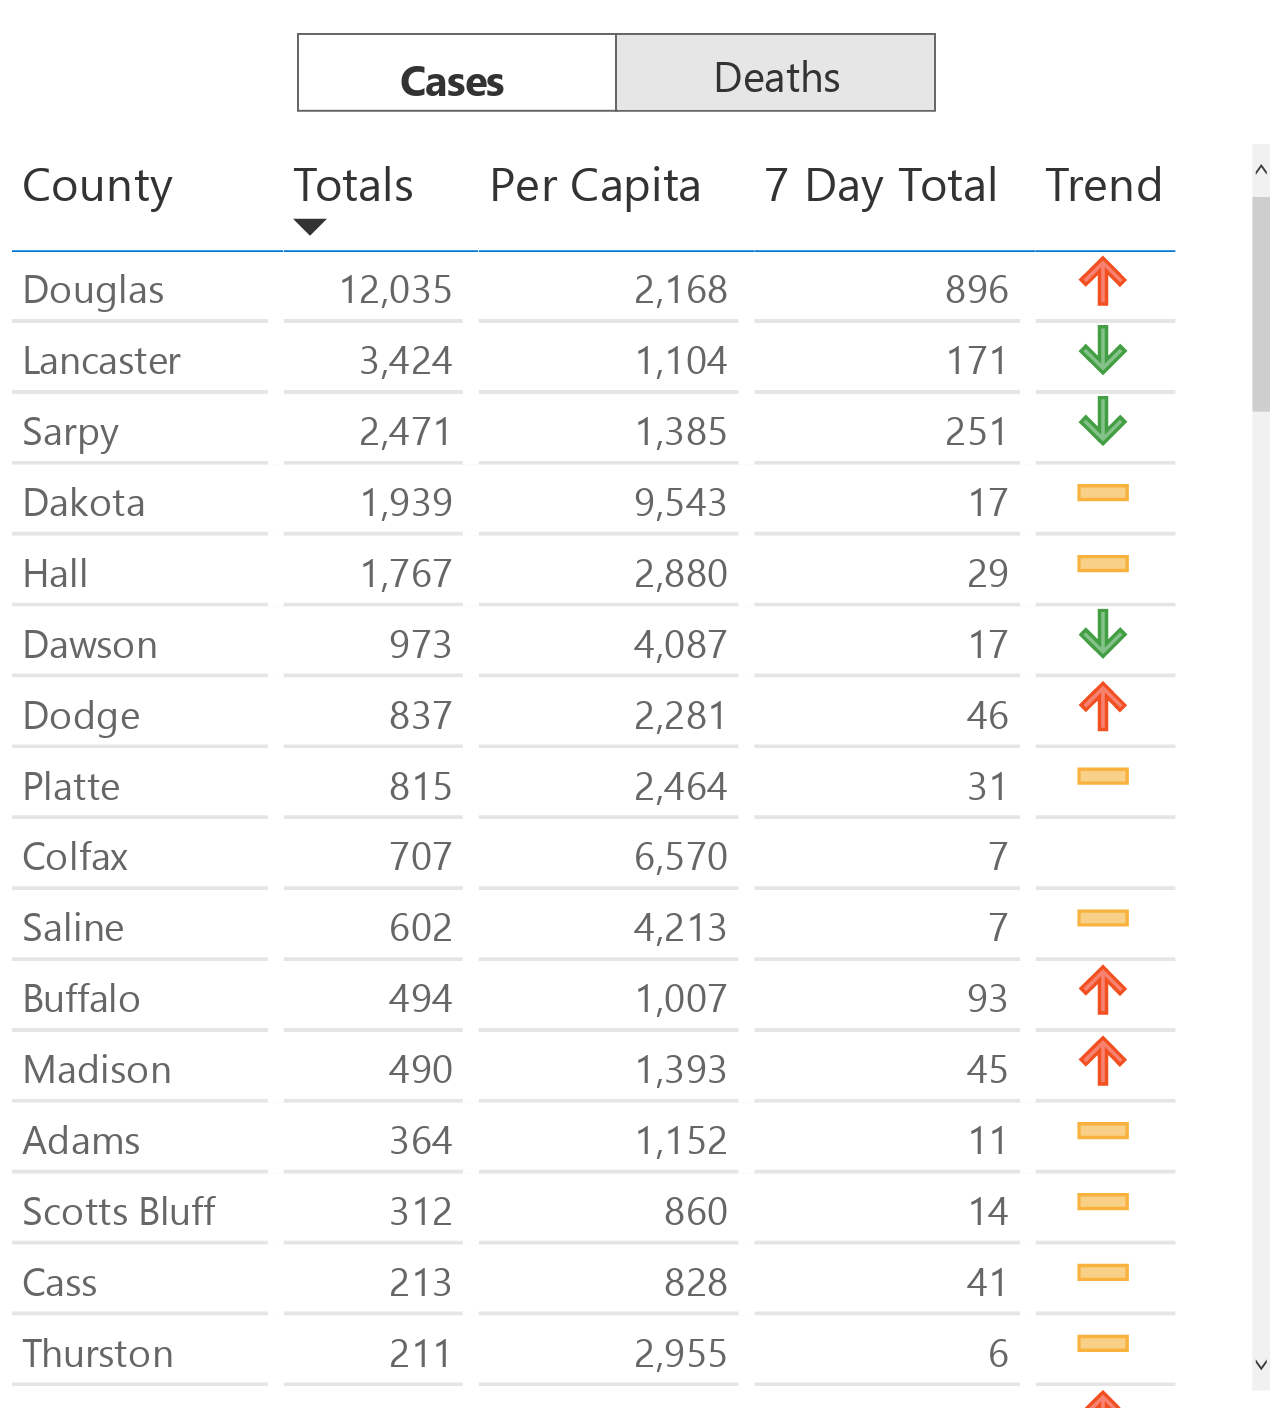 Cases Deaths
County Totals Per Capita 7 Day Total Trend
Douglas 12,035 2,168 896
Lancaster 3,424 1,104 171
Sarpy 2,471 1,385 251
Dakota 1,939 9,543 17
Hall 1,767 2,880 29
Dawson 973 4,087 17
Dodge 837 2,281 46
Platte 815 2,464 31
Colfax 707 6,570 7
Saline 602 4,213 7
Buffalo 494 1,007 93
Madison 490 1,393 45
Adams 364 1,152 11
Scotts Bluff 312 860 14
Cass 213 828 41
Thurston 211 2,955 6